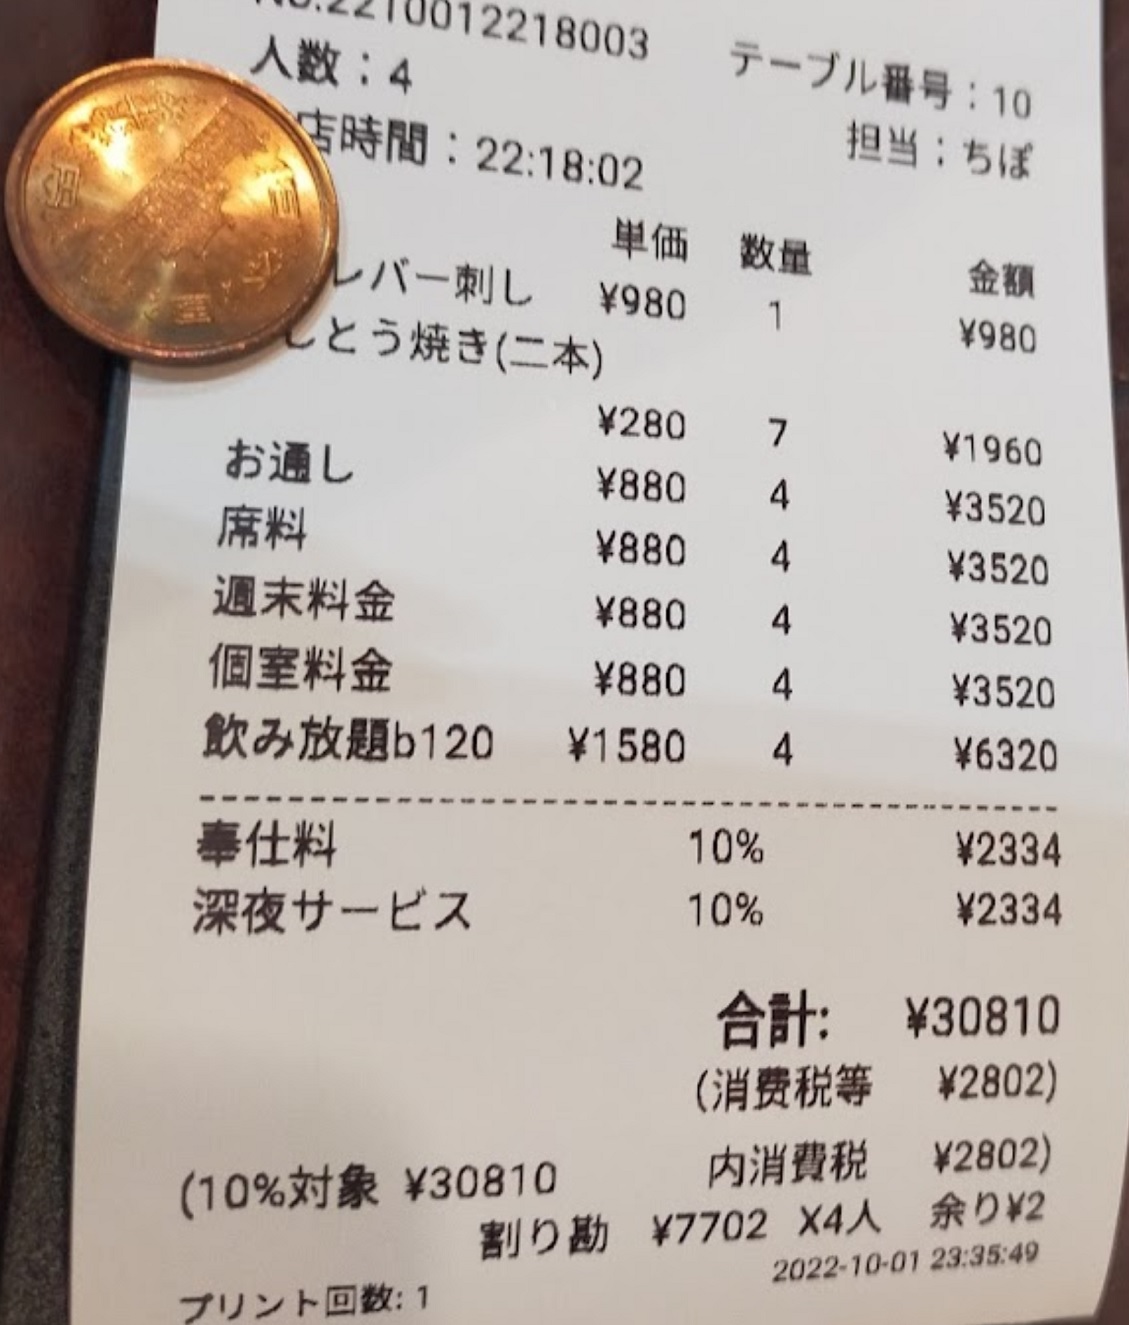 No.2210012218003 テーブル番号：10
人数：4 担当：ちぽ
店時間：22:18:02
単価 数量 金額
レバー刺し ¥980 1 ¥980
しとう焼き(二本)
¥280 7 ¥1960
お通し ¥880 4 ¥3520
席料 ¥880 4 ¥3520
週末料金 ¥880 4 ¥3520
個室料金 ¥880 4 ¥3520
飲み放題b120 ¥1580 4 ¥6320
奉仕料 10% ¥2334
深夜サービス 10% ¥2334
合計: ¥30810
(消費税等 ¥2802)
(10%対象 ¥30810 内消費税 ¥2802)
割り勘 ¥7702 X4人 余り¥2
2022-10-01 23:35:49
プリント回数: 1